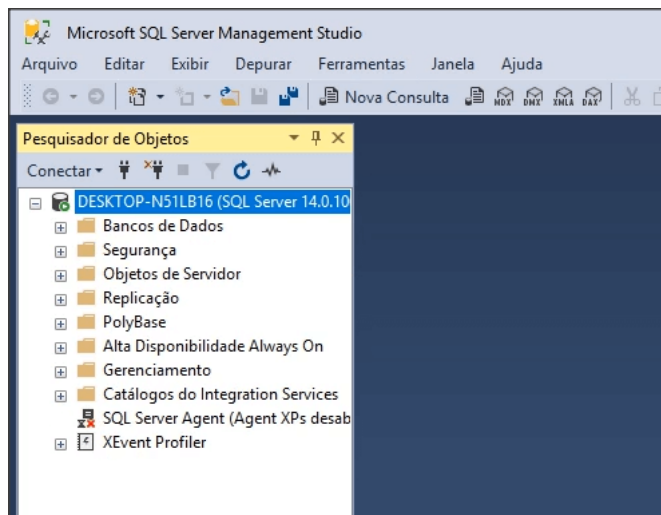 Microsoft SQL Server Management Studio
Arquivo Editar Exibir Depurar Ferramentas Janela Ajuda
Nova Consulta MDX DMX XMLA DAX
Pesquisador de Objetos
Conectar
DESKTOP-N51LB16 (SQL Server 14.0.10
Bancos de Dados
Segurança
Objetos de Servidor
Replicação
PolyBase
Alta Disponibilidade Always On
Gerenciamento
Catálogos do Integration Services
SQL Server Agent (Agent XPs desab
XEvent Profiler